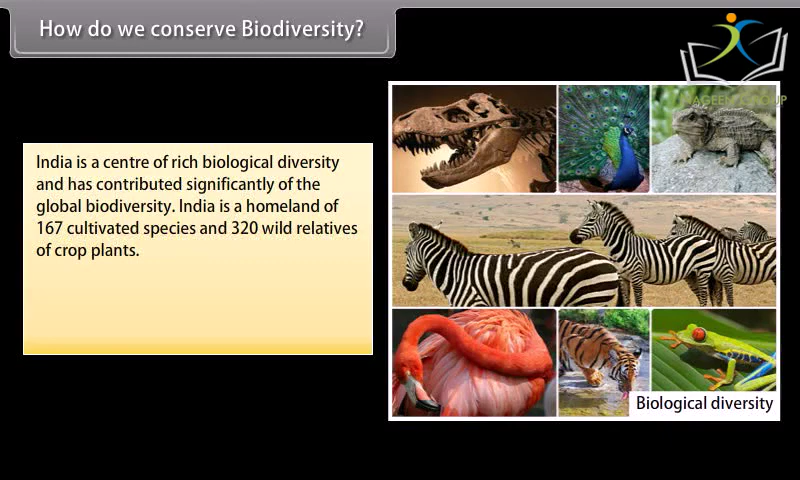 How do we conserve Biodiversity?
India is a centre of rich biological diversity
and has contributed significantly of the
global biodiversity. India is a homeland of
167 cultivated species and 320 wild relatives
of crop plants.
Biological diversity